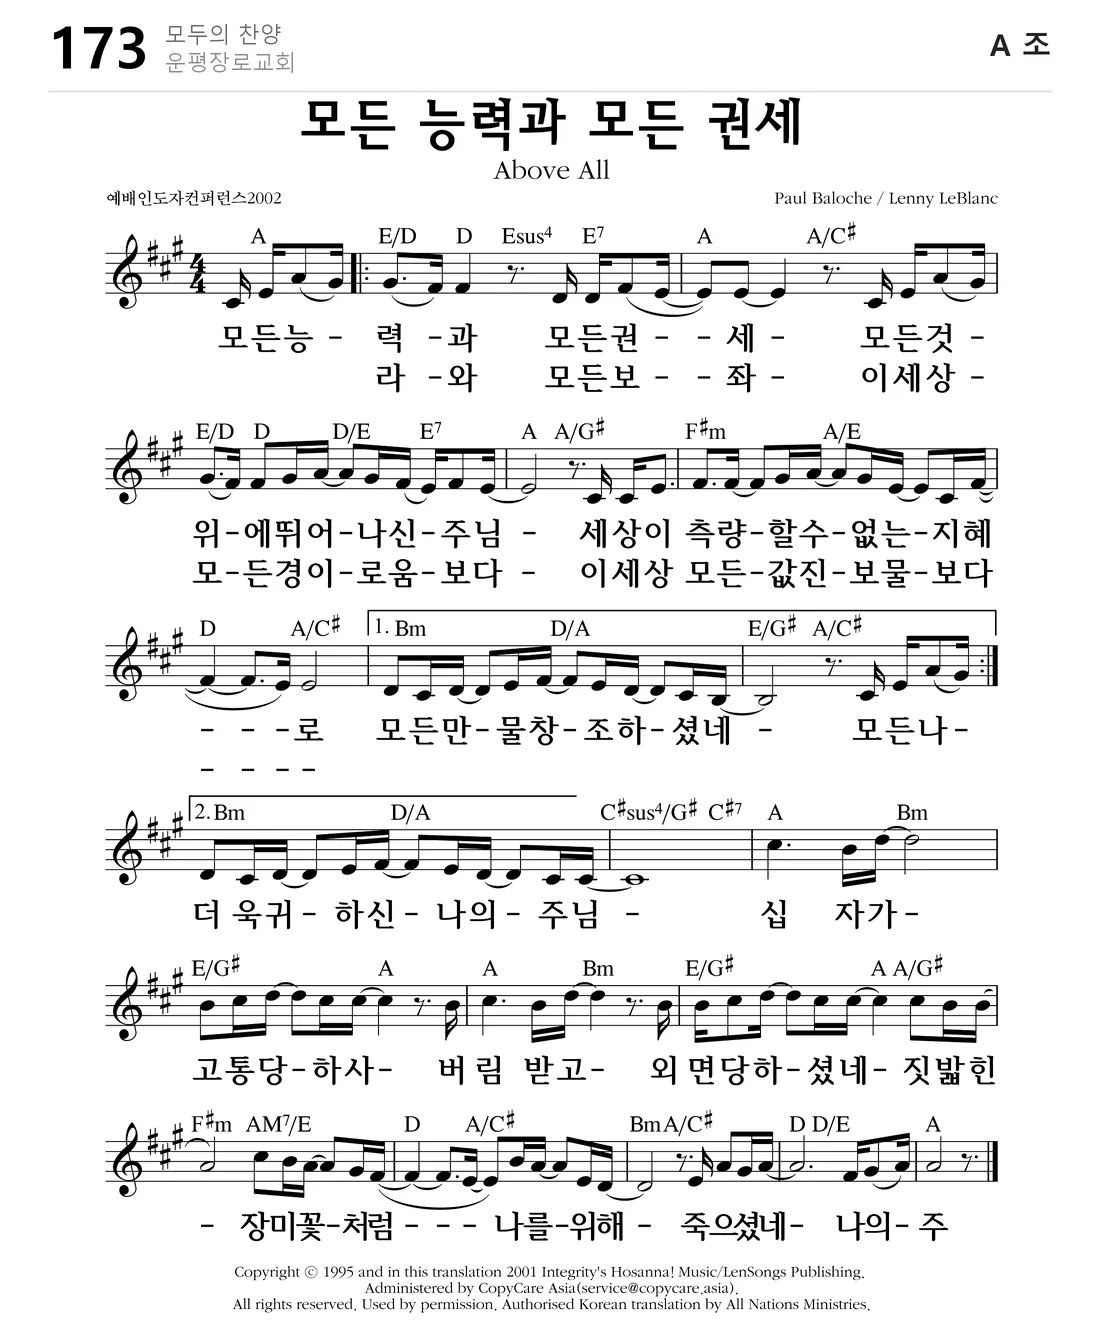 173 모두의 찬양
운평장로교회
A 조
모든 능력과 모든 권세
Above All
예배인도자컨퍼런스2002
Paul Baloche / Lenny LeBlanc
A E/D D Esus4 E7 A A/C#
4/4
모든능 - 력 -과 모든권 - -세- 모든것 -
라 -와 모든보 - -좌- 이세상 -
E/D D D/E E7 A A/G# F#m A/E
위-에뛰어-나신-주님 - 세상이 측량-할수-없는-지혜
모-든경이-로움-보다 - 이세상 모든-값진-보물-보다
D A/C# 1. Bm D/A E/G# A/C#
- - -로 모든만-물창-조하-셨네 - 모든나-
- - - -
2. Bm D/A C#sus4/G# C#7 A Bm
더 욱귀- 하신- 나의- 주님 - 십 자가-
E/G# A A Bm E/G# A A/G#
고통당-하사- 버림 받고- 외면당하-셨네- 짓밟힌
F#m AM7/E D A/C# Bm A/C# D D/E A
- 장미꽃-처럼 - - - 나를-위해 - 죽으셨네- 나의- 주
Copyright ⓒ 1995 and in this translation 2001 Integrity's Hosanna! Music/LenSongs Publishing.
Administered by CopyCare Asia(service@copycare.asia).
All rights reserved. Used by permission. Authorised Korean translation by All Nations Ministries.